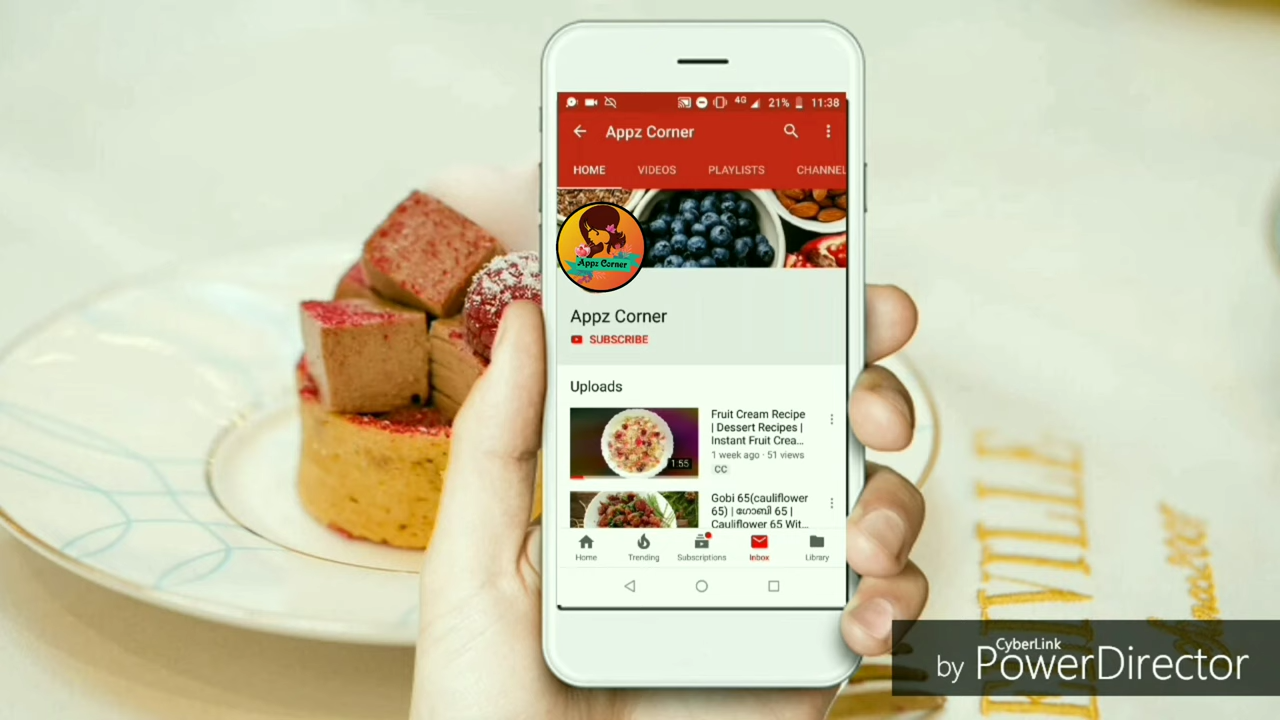 4G 21% 11:38
Appz Corner
HOME VIDEOS PLAYLISTS CHANNEL
Appz Corner
Appz Corner
SUBSCRIBE
Uploads
Fruit Cream Recipe
| Dessert Recipes |
Instant Fruit Crea...
1:55
1 week ago · 51 views
CC
Gobi 65(cauliflower
65) | ഗോബി 65 |
Cauliflower 65 Wit...
Home Trending Subscriptions Inbox Library
CyberLink
by PowerDirector